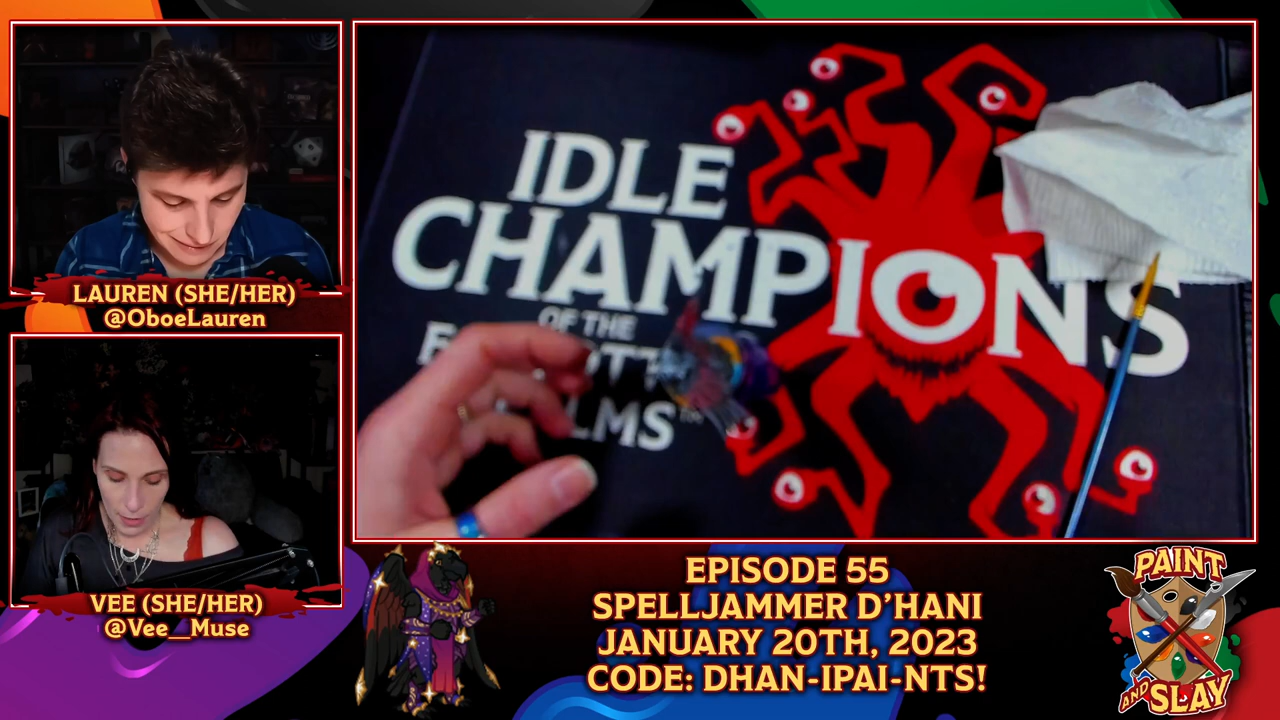 LAUREN (SHE/HER)
@OboeLauren
VEE (SHE/HER)
@Vee__Muse
IDLE
CHAMPIONS
OF THE
EPISODE 55
SPELLJAMMER D'HANI
JANUARY 20TH, 2023
CODE: DHAN-IPAI-NTS!
PAINT
AND SLAY